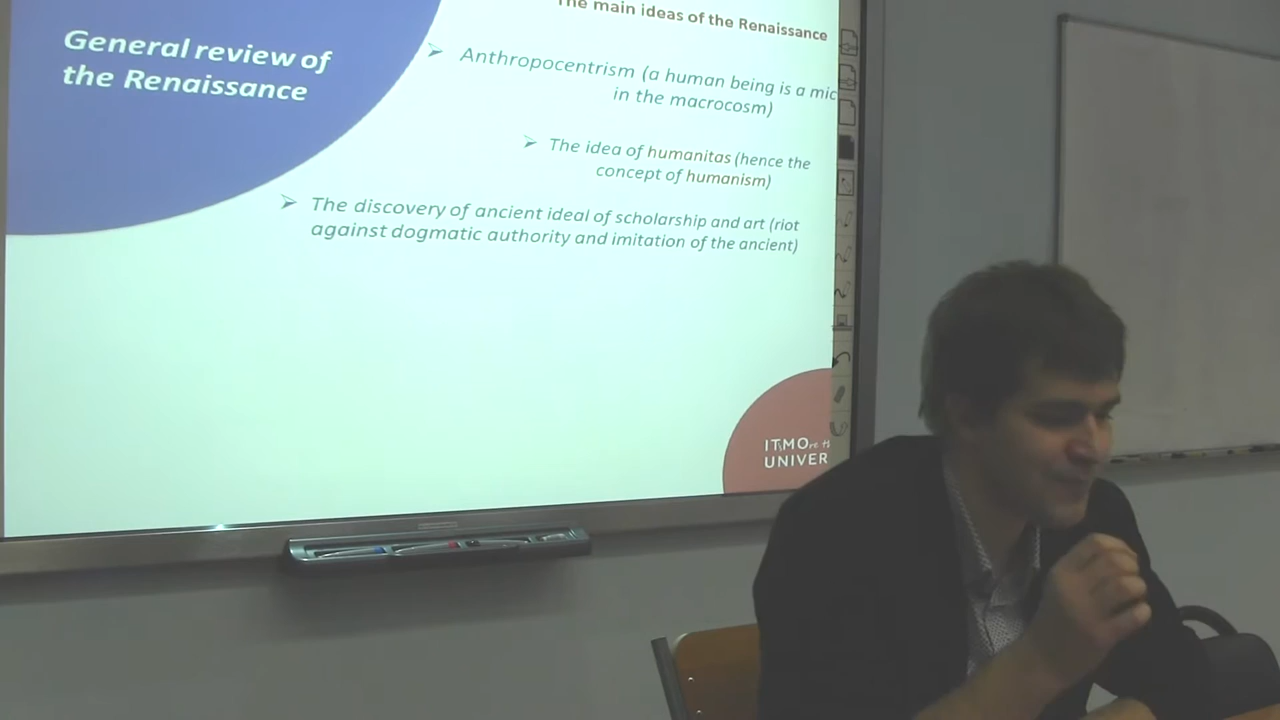 General review of
the Renaissance
The main ideas of the Renaissance
Anthropocentrism (a human being is a mic
in the macrocosm)
The idea of humanitas (hence the
concept of humanism)
The discovery of ancient ideal of scholarship and art (riot
against dogmatic authority and imitation of the ancient)
ITMO
UNIVER